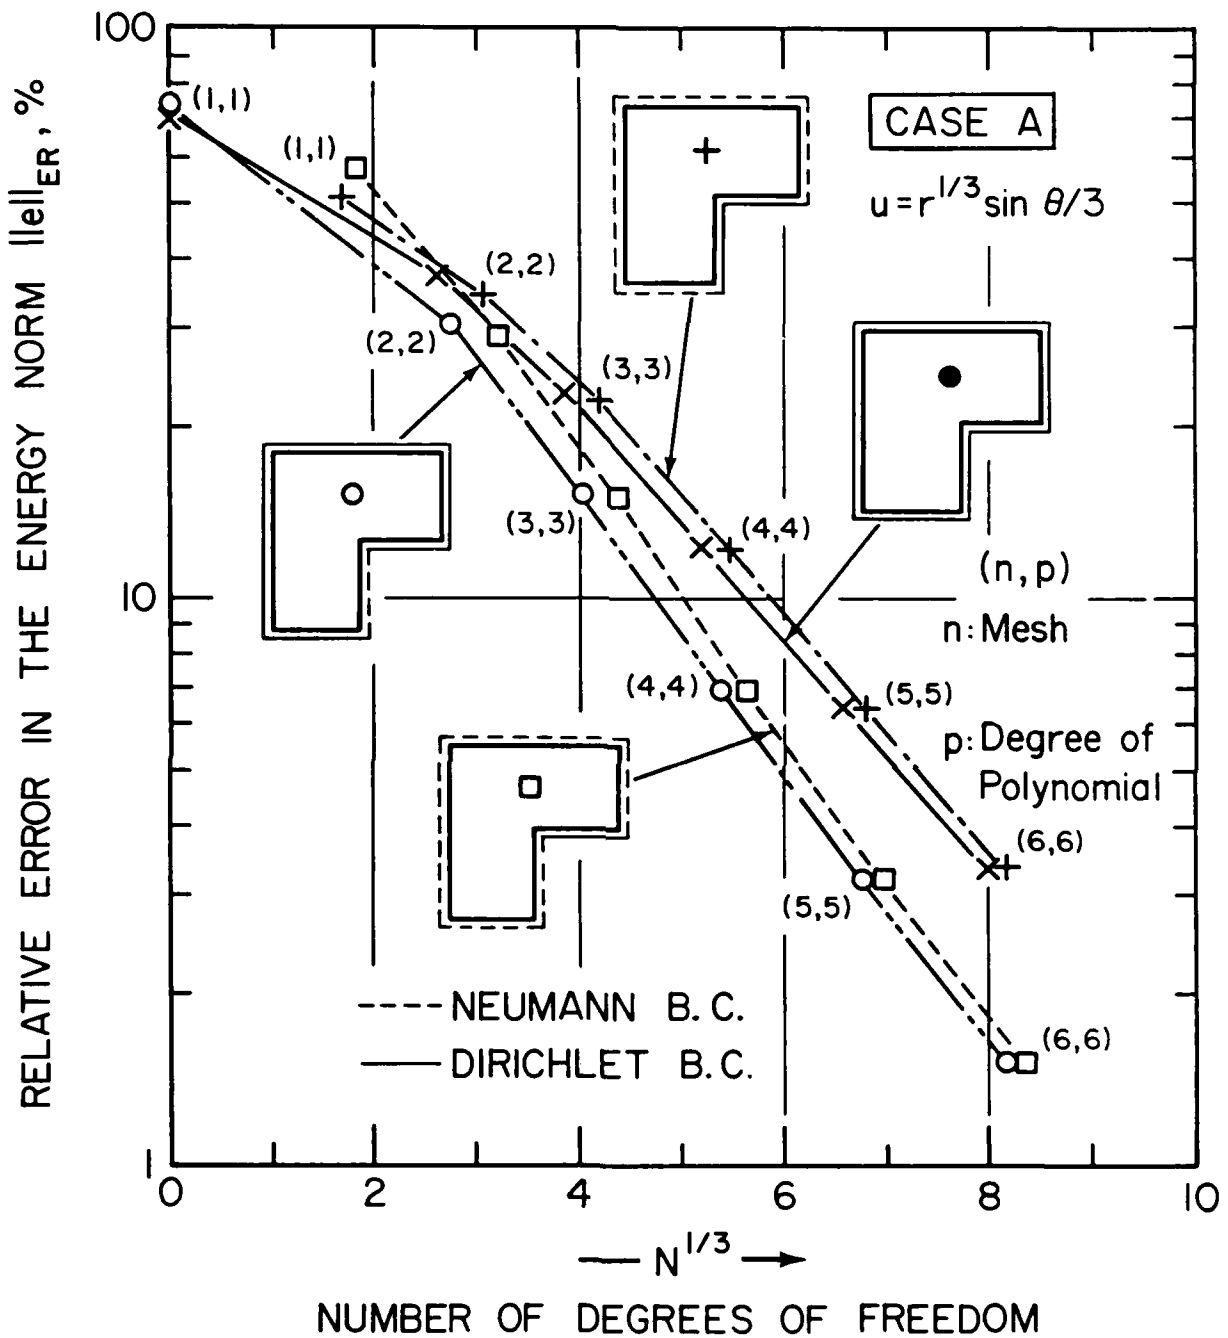 RELATIVE ERROR IN THE ENERGY NORM ||e||ER, %
100
10
1
(1,1)
(1,1)
(2,2)
(2,2)
(3,3)
(3,3)
(4,4)
(4,4)
(5,5)
(5,5)
(6,6)
(6,6)
CASE A
u = r^1/3 sin θ/3
(n,p)
n: Mesh
p: Degree of
Polynomial
NEUMANN B.C.
DIRICHLET B.C.
0 2 4 6 8 10
N^1/3
NUMBER OF DEGREES OF FREEDOM